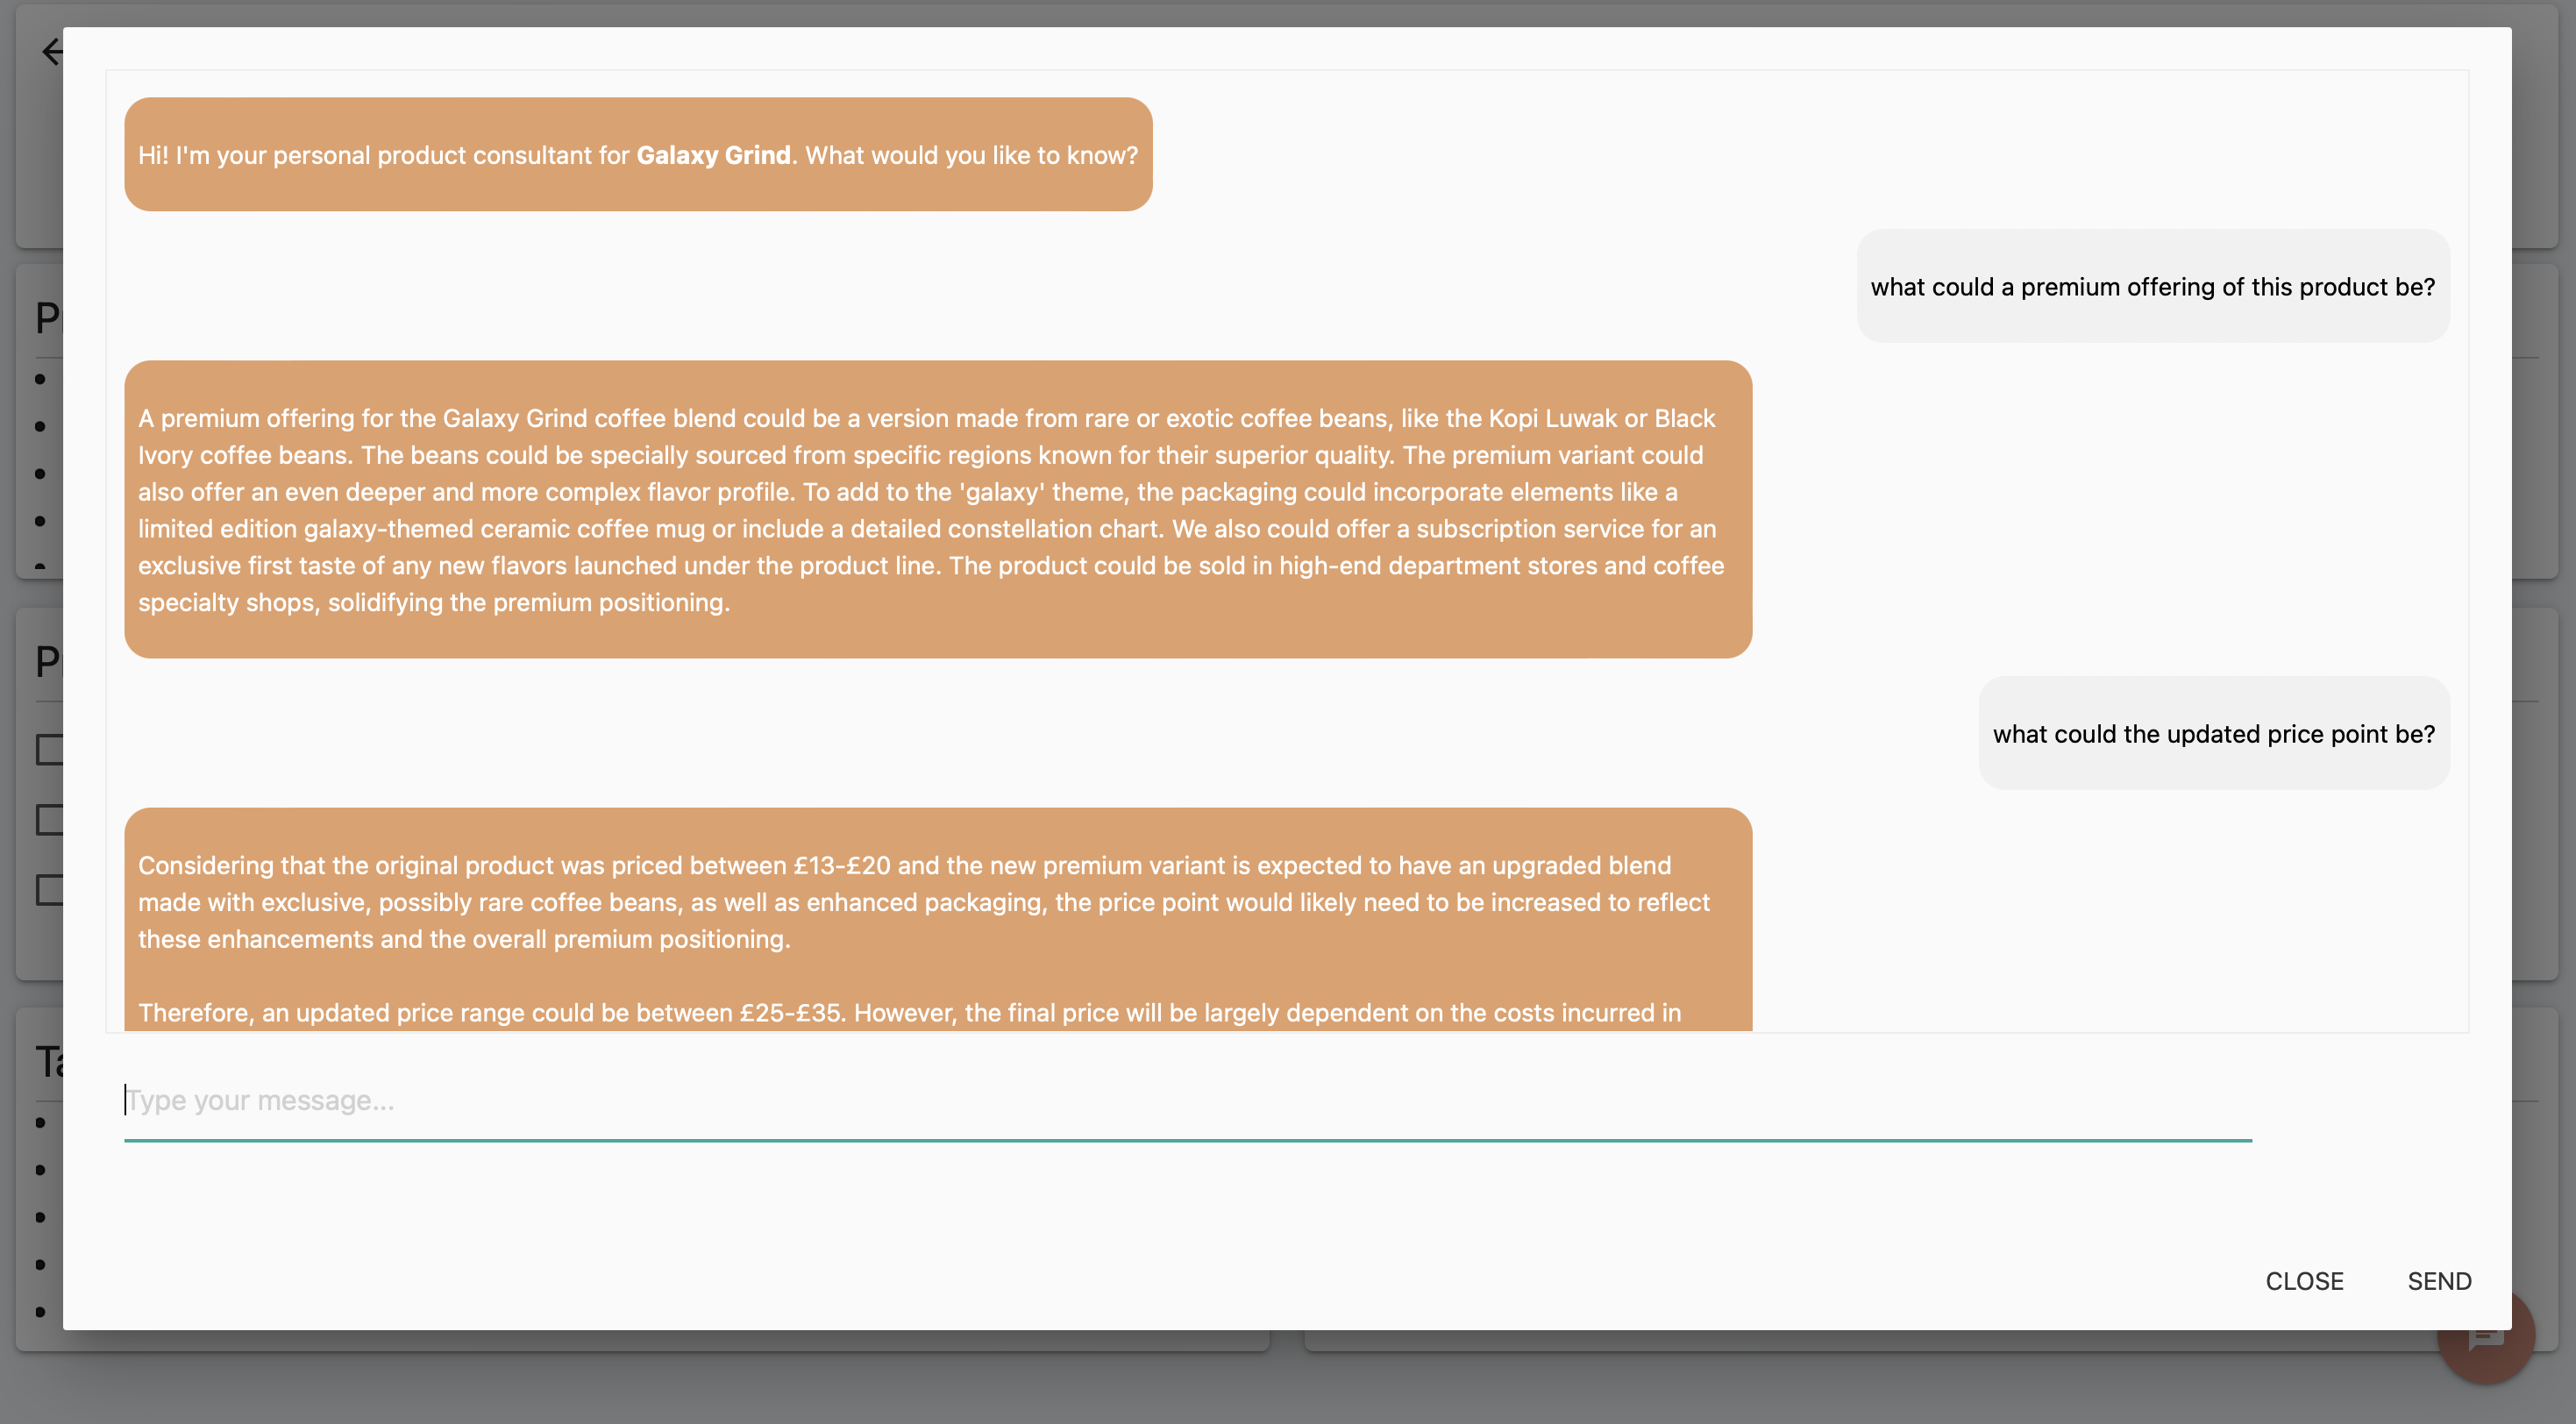 Hi! I'm your personal product consultant for Galaxy Grind. What would you like to know?
what could a premium offering of this product be?
A premium offering for the Galaxy Grind coffee blend could be a version made from rare or exotic coffee beans, like the Kopi Luwak or Black
Ivory coffee beans. The beans could be specially sourced from specific regions known for their superior quality. The premium variant could
also offer an even deeper and more complex flavor profile. To add to the 'galaxy' theme, the packaging could incorporate elements like a
limited edition galaxy-themed ceramic coffee mug or include a detailed constellation chart. We also could offer a subscription service for an
exclusive first taste of any new flavors launched under the product line. The product could be sold in high-end department stores and coffee
specialty shops, solidifying the premium positioning.
what could the updated price point be?
Considering that the original product was priced between £13-£20 and the new premium variant is expected to have an upgraded blend
made with exclusive, possibly rare coffee beans, as well as enhanced packaging, the price point would likely need to be increased to reflect
these enhancements and the overall premium positioning.
Therefore, an updated price range could be between £25-£35. However, the final price will be largely dependent on the costs incurred in
Type your message...
CLOSE SEND